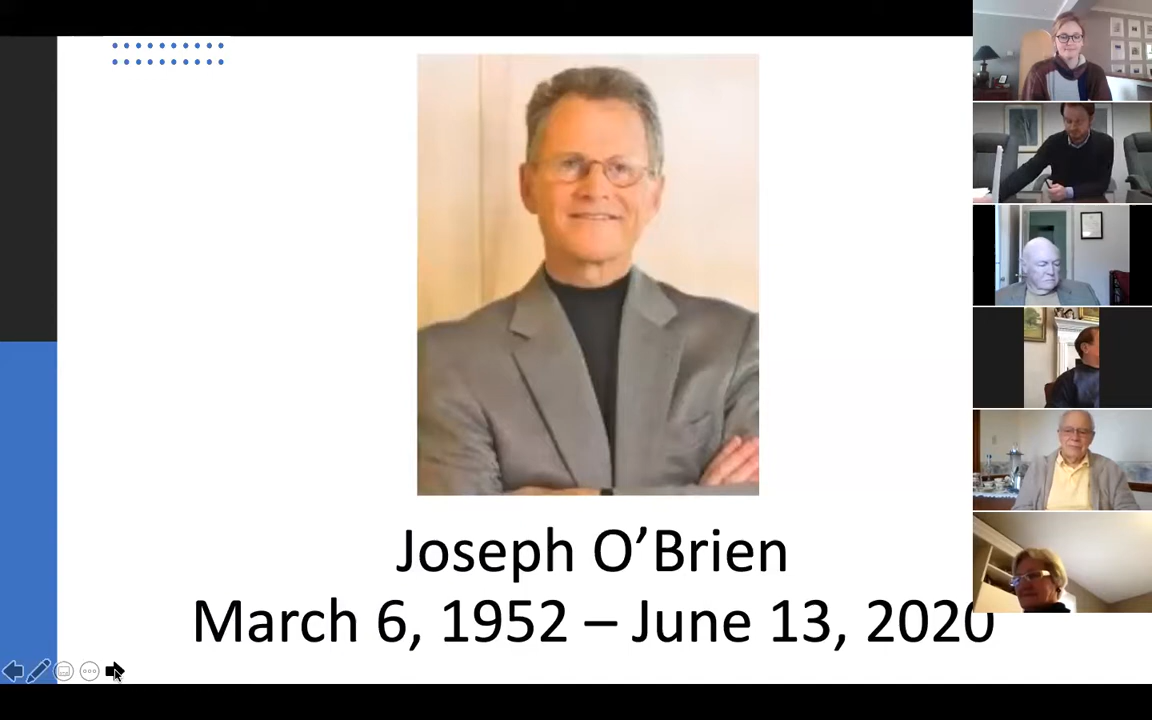 Joseph O’Brien
March 6, 1952 – June 13, 2020